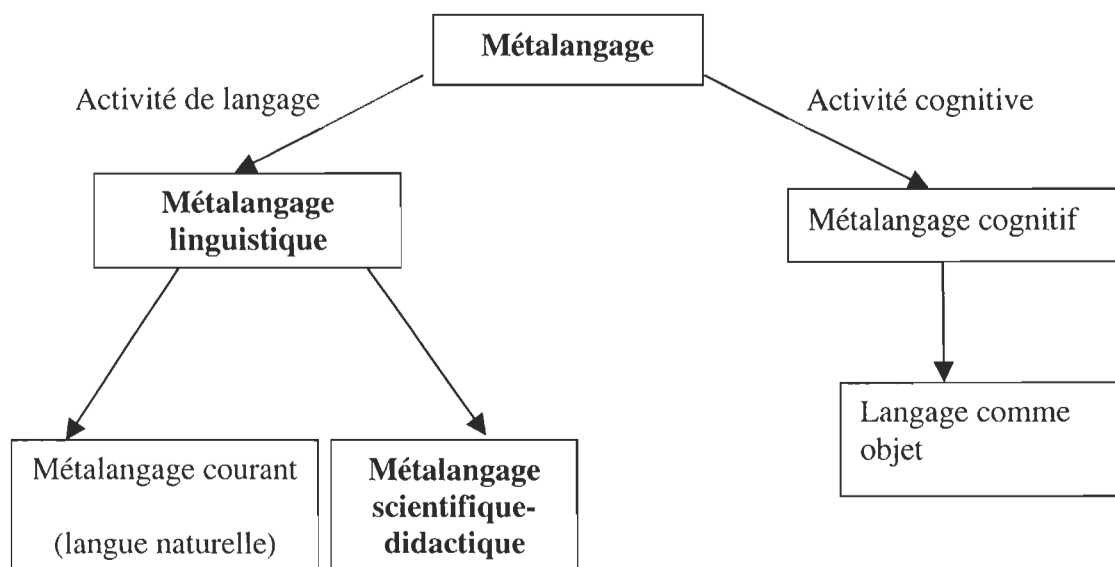 Métalangage
Activité de langage
Activité cognitive
Métalangage
linguistique
Métalangage cognitif
Langage comme
objet
Métalangage courant
(langue naturelle)
Métalangage
scientifique-
didactique